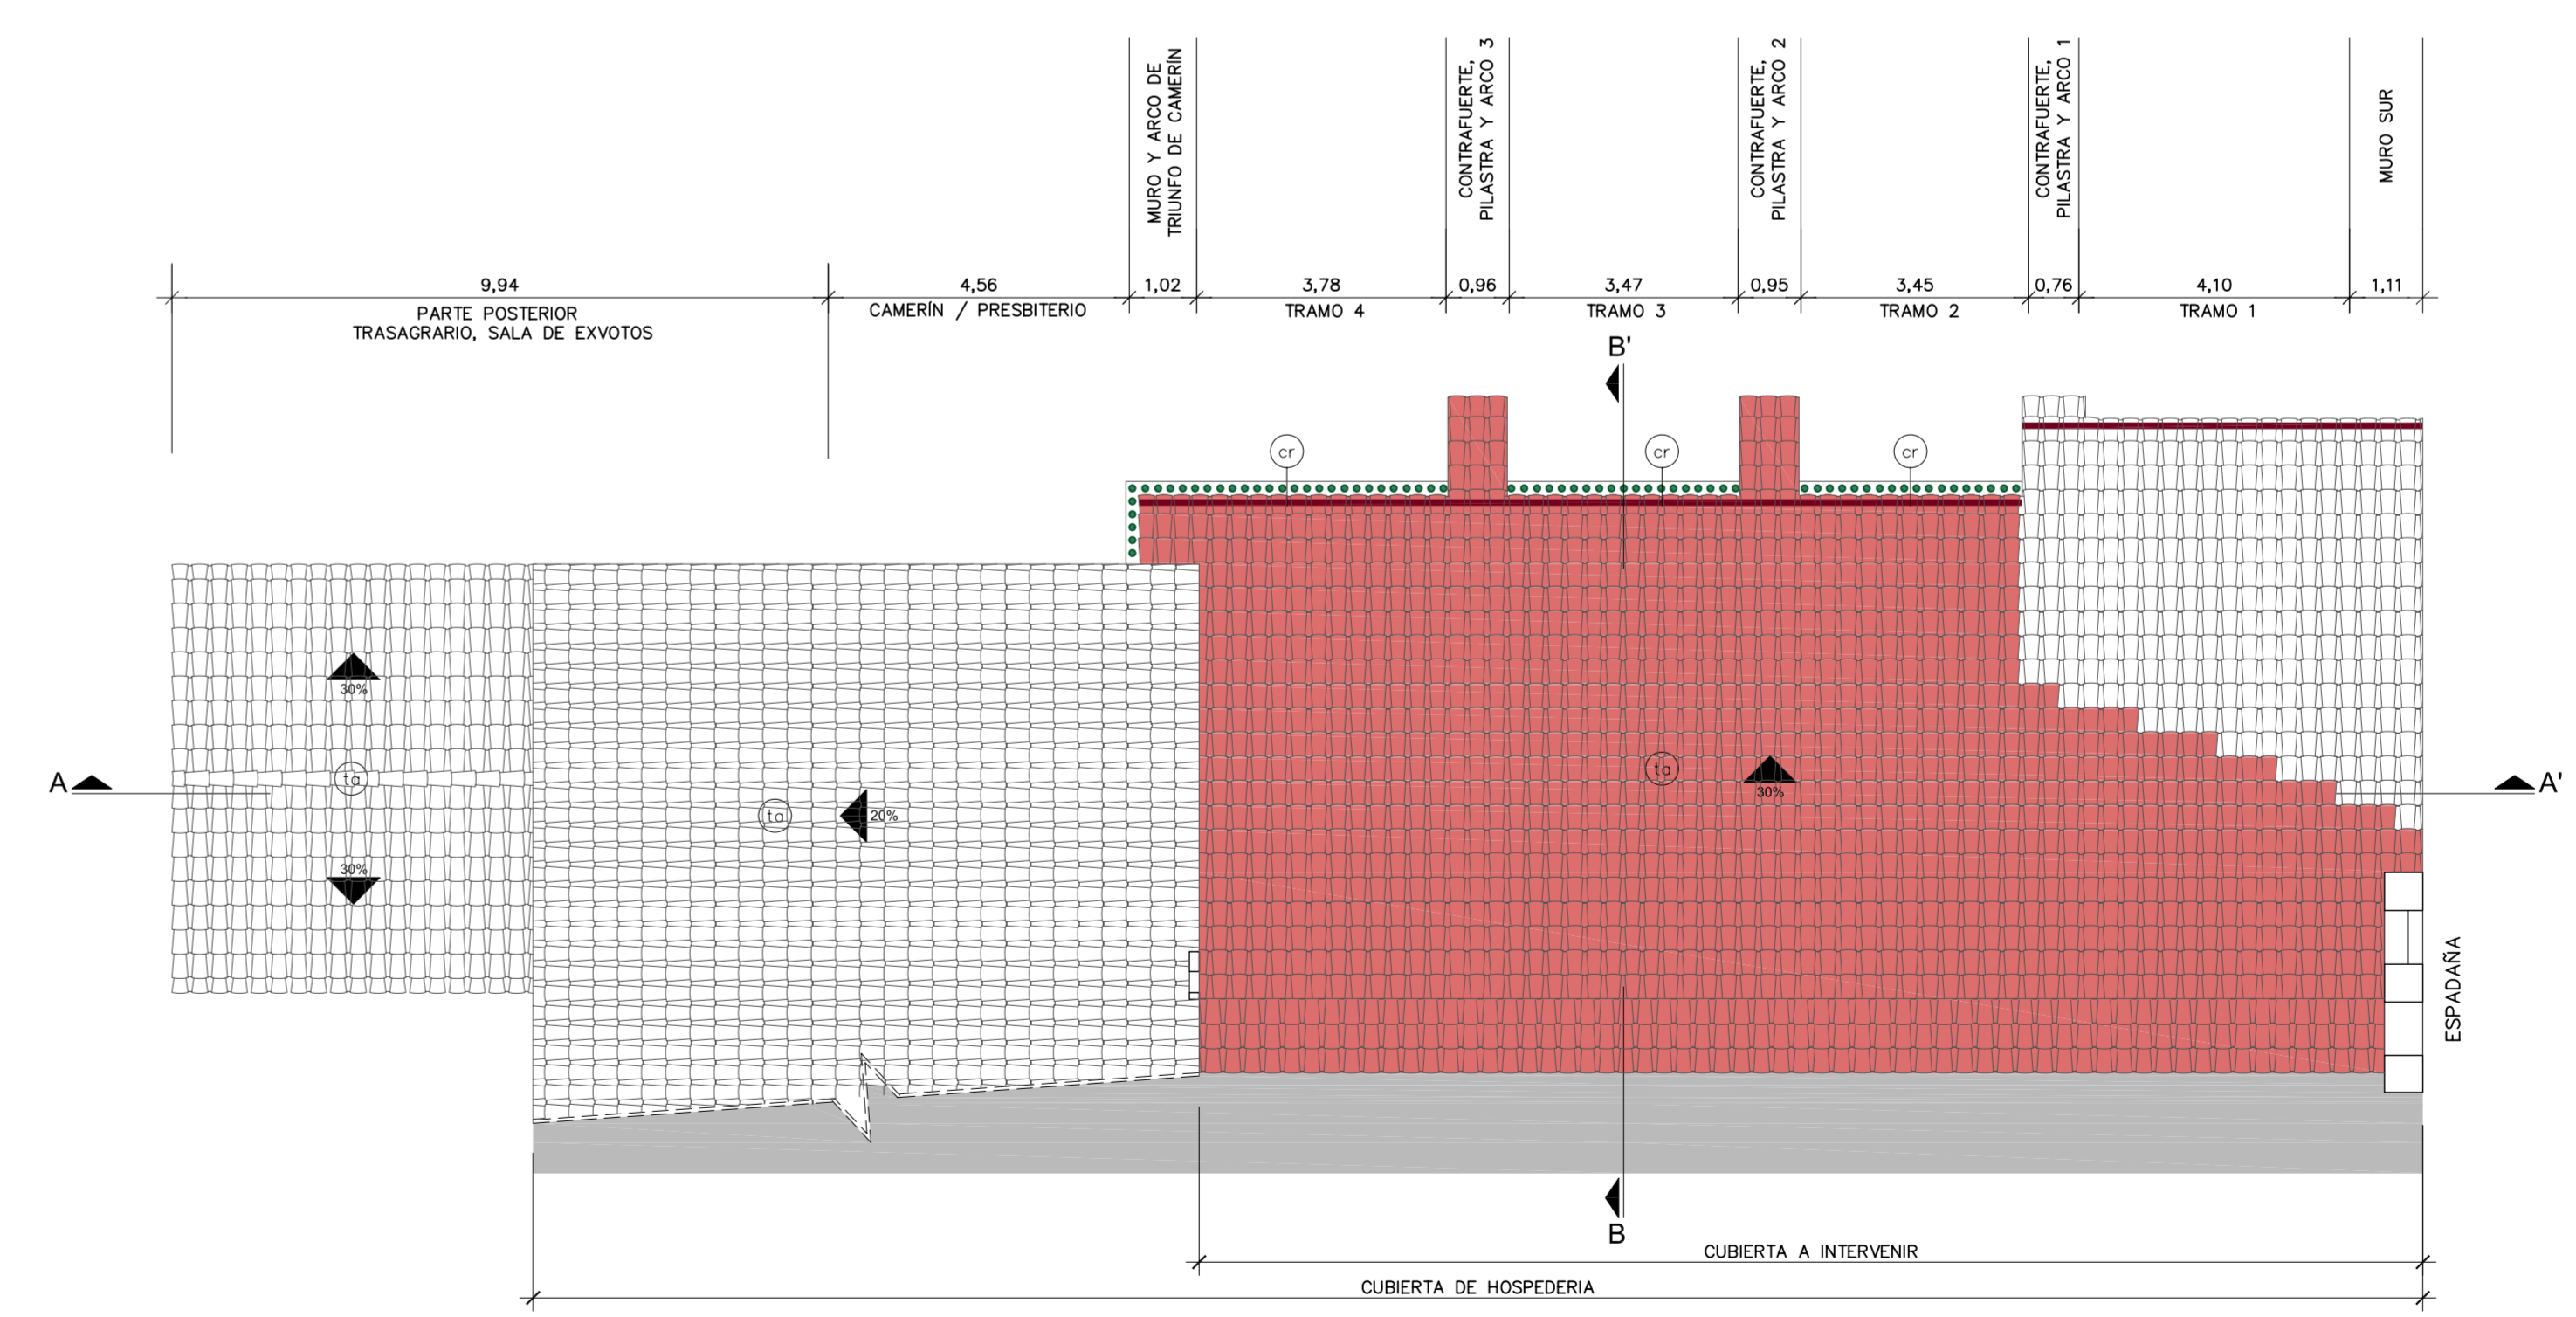 MURO Y ARCO DE
TRIUNFO DE CAMERÍN
CONTRAFUERTE,
PILASTRA Y ARCO 3
CONTRAFUERTE,
PILASTRA Y ARCO 2
CONTRAFUERTE,
PILASTRA Y ARCO 1
MURO SUR
9,94
4,56
1,02
3,78
0,96
3,47
0,95
3,45
0,76
4,10
1,11
PARTE POSTERIOR
TRASAGRARIO, SALA DE EXVOTOS
CAMERÍN / PRESBITERIO
TRAMO 4
TRAMO 3
TRAMO 2
TRAMO 1
B'
cr
cr
cr
30%
A
ta
30%
ta
20%
ta
30%
A'
ESPADAÑA
B
CUBIERTA A INTERVENIR
CUBIERTA DE HOSPEDERIA